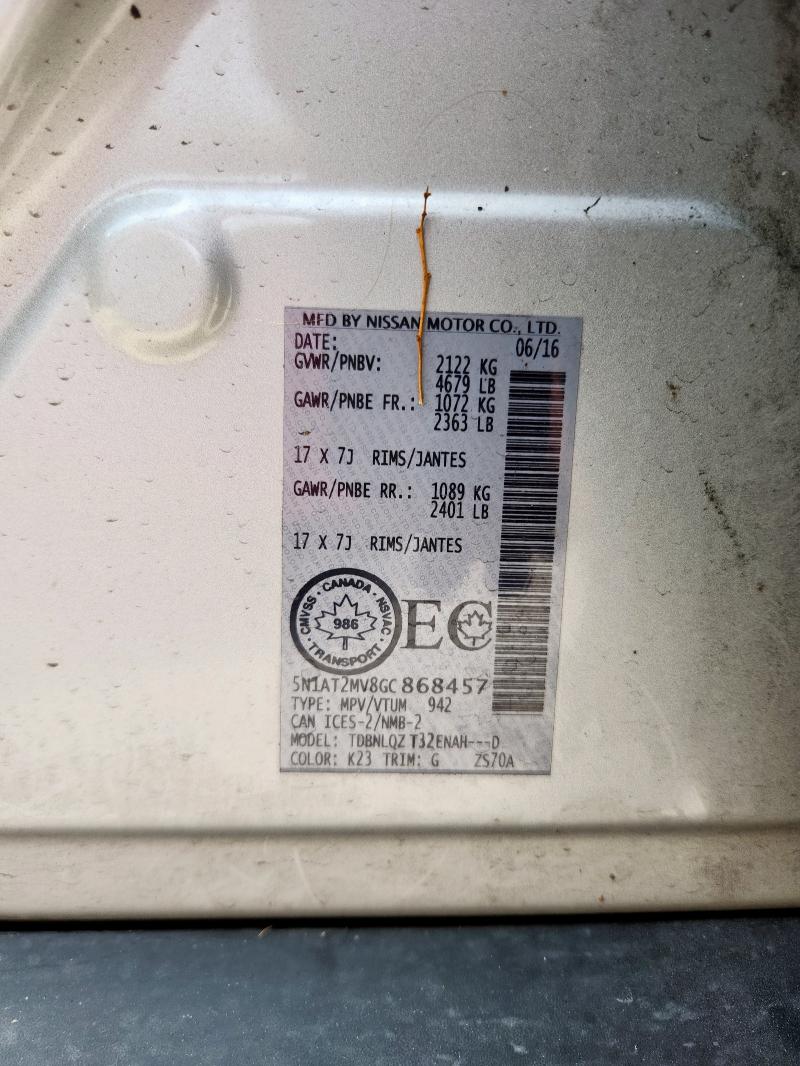 MFD BY NISSAN MOTOR CO., LTD.
DATE: 06/16
GVWR/PNBV: 2122 KG
4679 LB
GAWR/PNBE FR.: 1072 KG
2363 LB
17 X 7J RIMS/JANTES
GAWR/PNBE RR.: 1089 KG
2401 LB
17 X 7J RIMS/JANTES
CMVSS · CANADA · NSVAC
986
· TRANSPORT ·
EC
5N1AT2MV8GC868457
TYPE: MPV/VTUM 942
CAN ICES-2/NMB-2
MODEL: TDBNLQZ T32ENAH---D
COLOR: K23 TRIM: G ZS70A